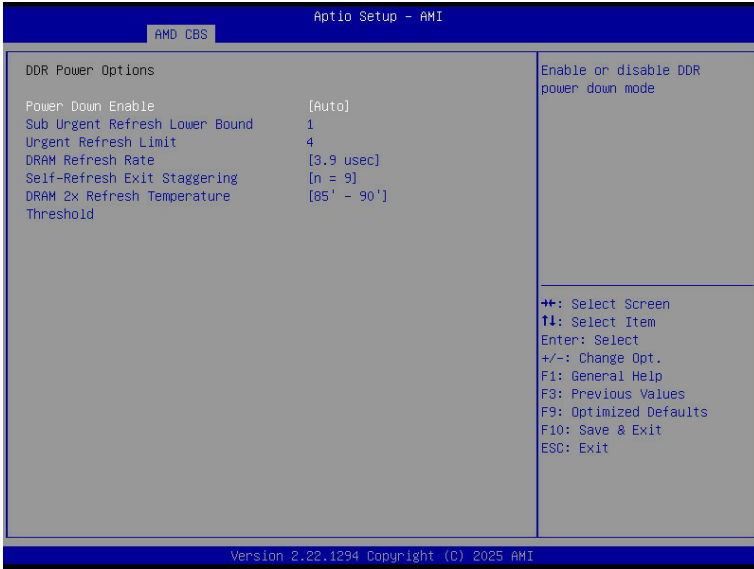 Aptio Setup - AMI
AMD CBS
DDR Power Options
Power Down Enable [Auto]
Sub Urgent Refresh Lower Bound 1
Urgent Refresh Limit 4
DRAM Refresh Rate [3.9 usec]
Self-Refresh Exit Staggering [n = 9]
DRAM 2x Refresh Temperature [85' - 90']
Threshold
Enable or disable DDR
power down mode
→←: Select Screen
↑↓: Select Item
Enter: Select
+/-: Change Opt.
F1: General Help
F3: Previous Values
F9: Optimized Defaults
F10: Save & Exit
ESC: Exit
Version 2.22.1294 Copyright (C) 2025 AMI